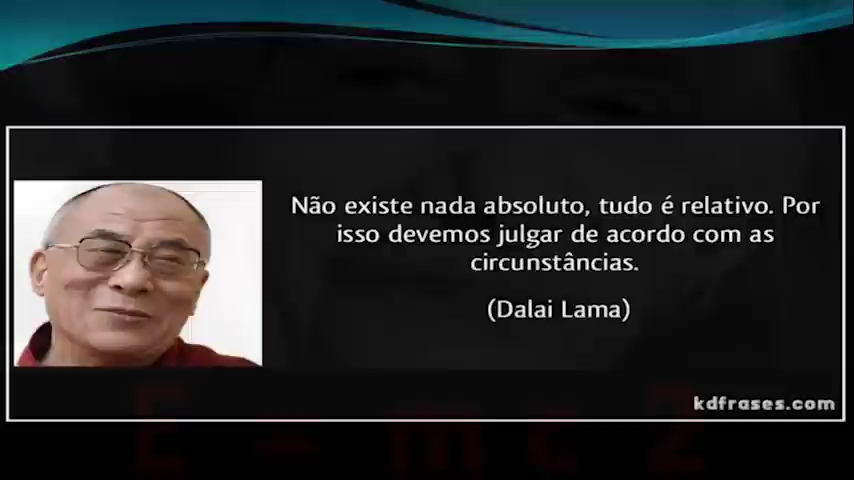 Não existe nada absoluto, tudo é relativo. Por
isso devemos julgar de acordo com as
circunstâncias.
(Dalai Lama)
kdfrases.com
E = mc2